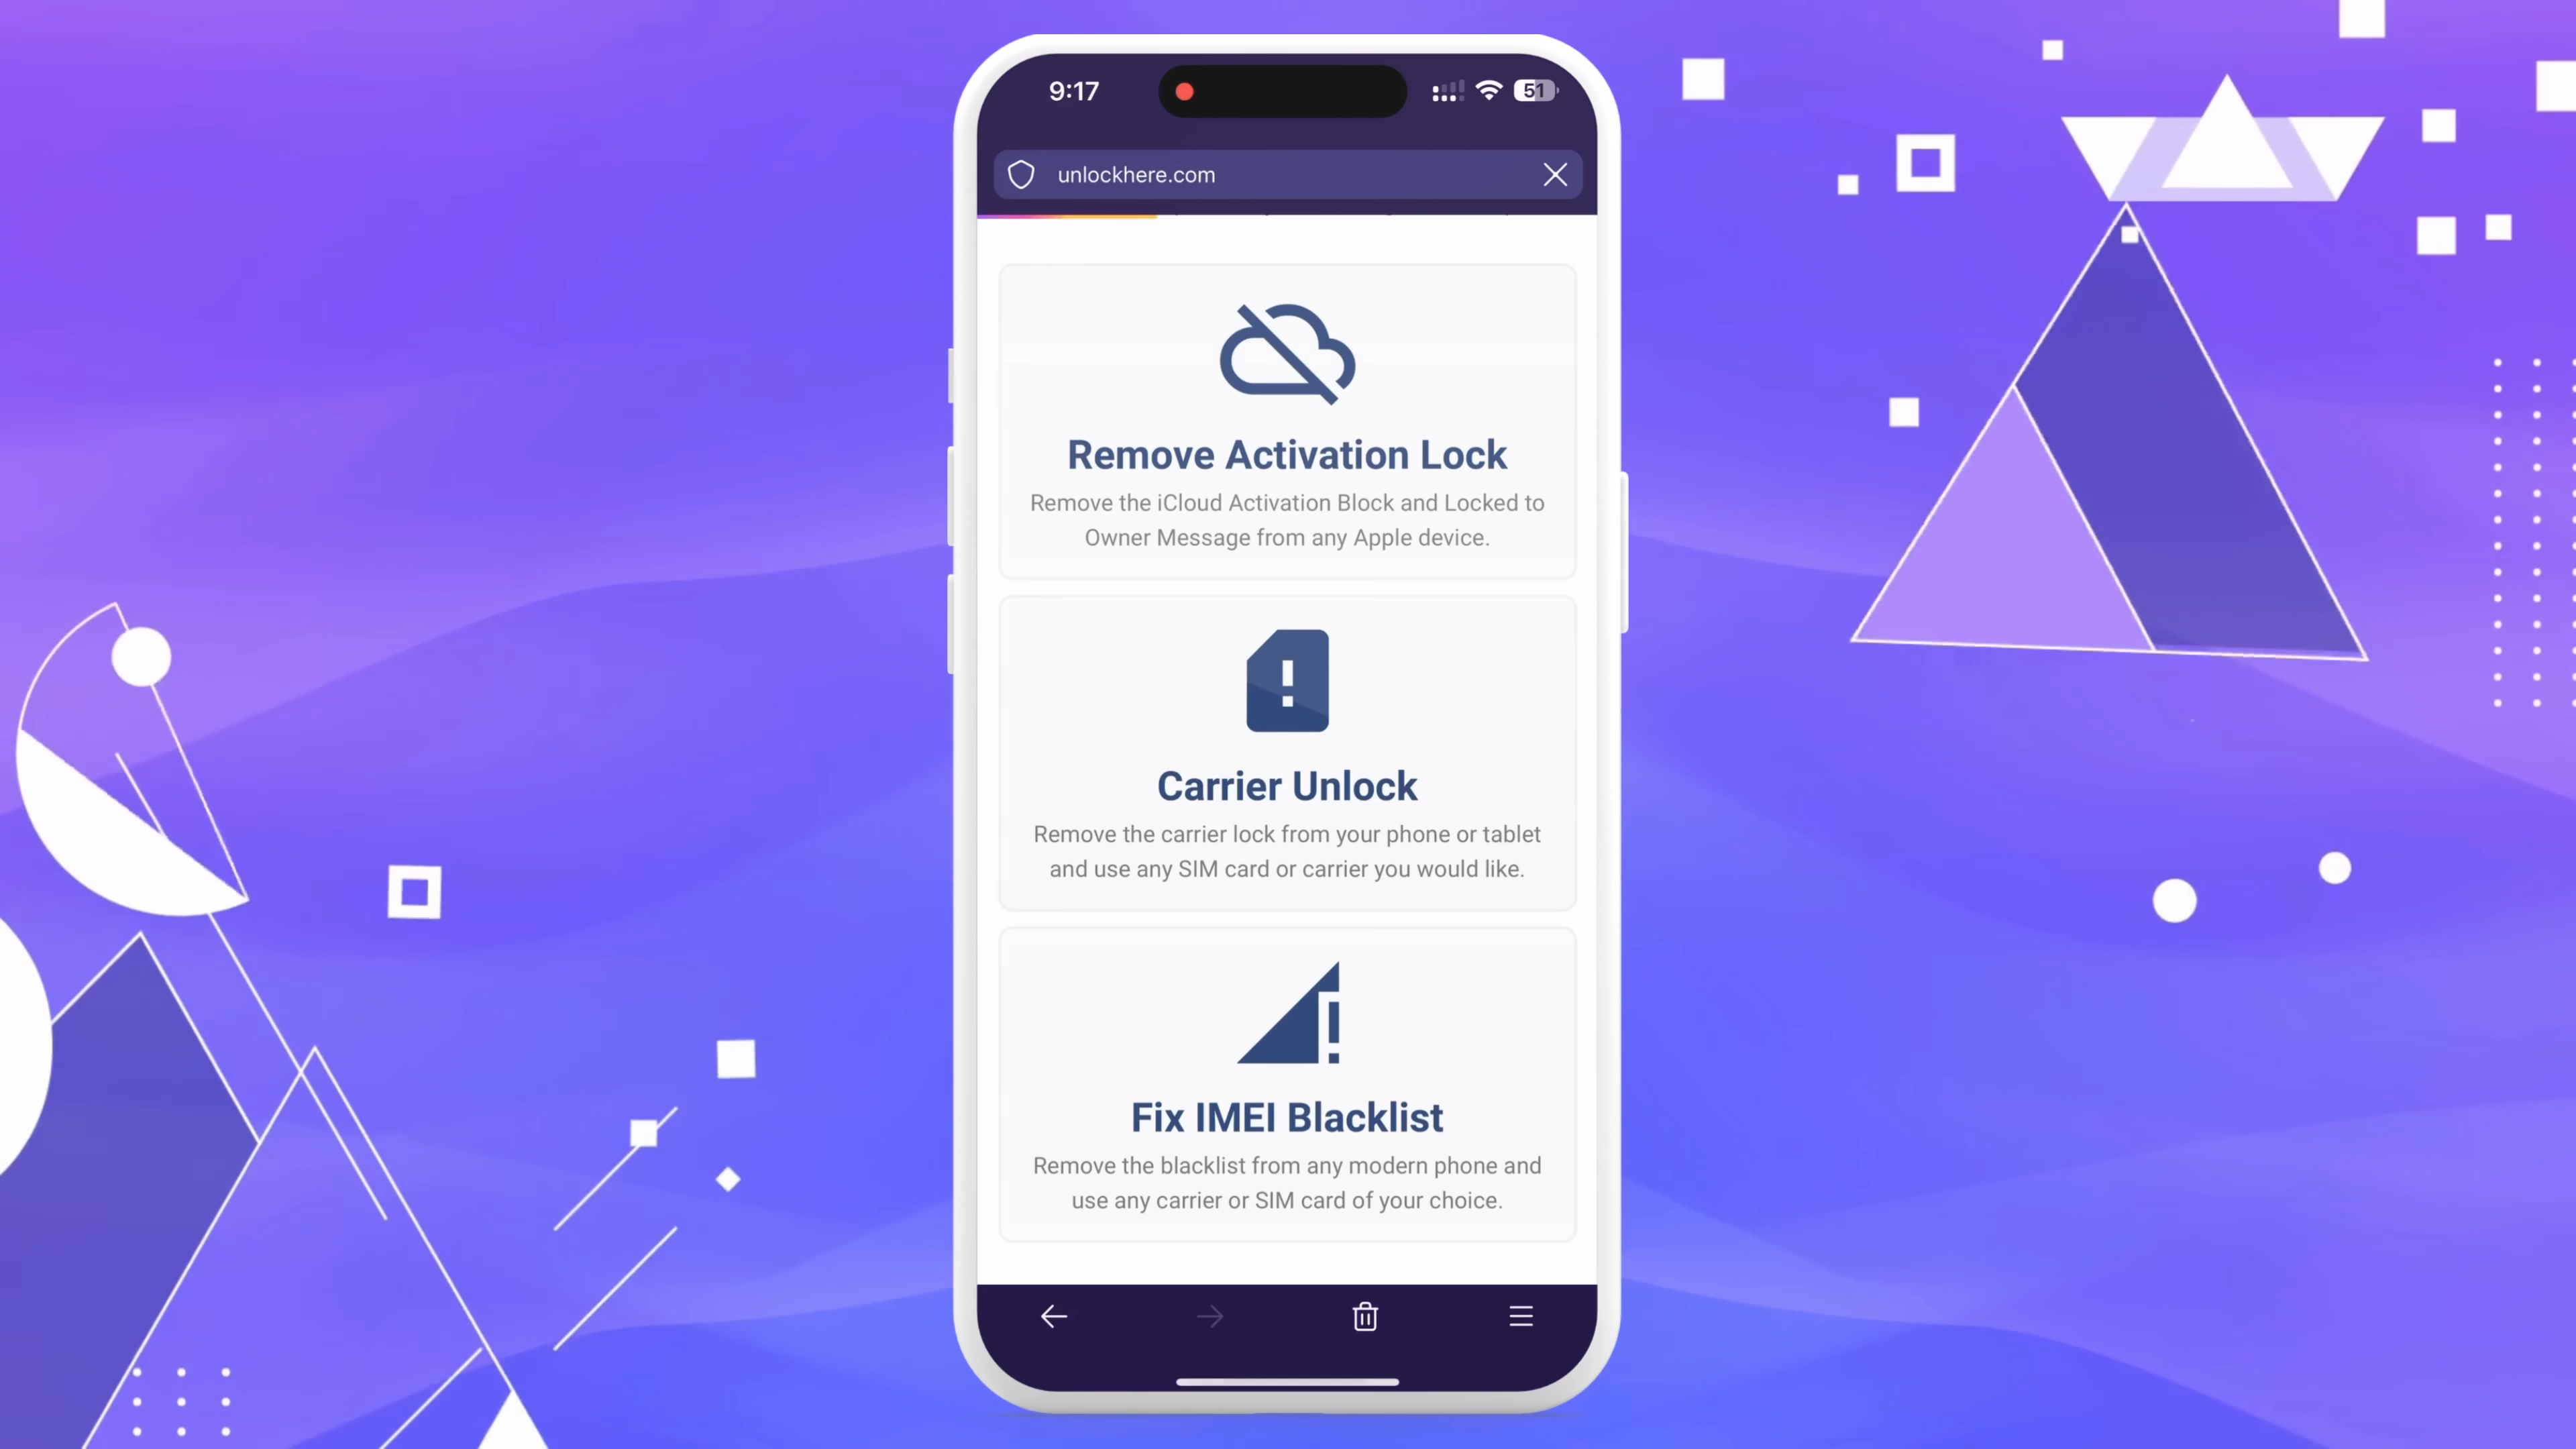 9:17
51
unlockhere.com
Remove Activation Lock
Remove the iCloud Activation Block and Locked to
Owner Message from any Apple device.
Carrier Unlock
Remove the carrier lock from your phone or tablet
and use any SIM card or carrier you would like.
Fix IMEI Blacklist
Remove the blacklist from any modern phone and
use any carrier or SIM card of your choice.